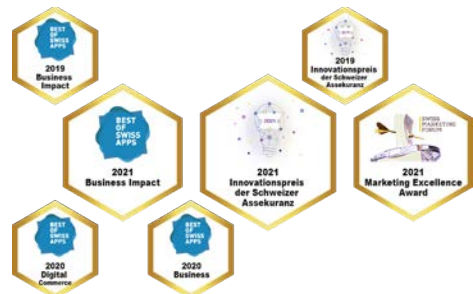 BEST
OF
SWISS
APPS
2019
Business
Impact
2019
Innovationspreis
der Schweizer
Assekuranz
BEST
OF
SWISS
APPS
2021
Business Impact
2021
2021
Innovationspreis
der Schweizer
Assekuranz
SWISS
MARKETING
FORUM
2021
Marketing Excellence
Award
BEST
OF
SWISS
APPS
2020
Digital
Commerce
BEST
OF
SWISS
APPS
2020
Business